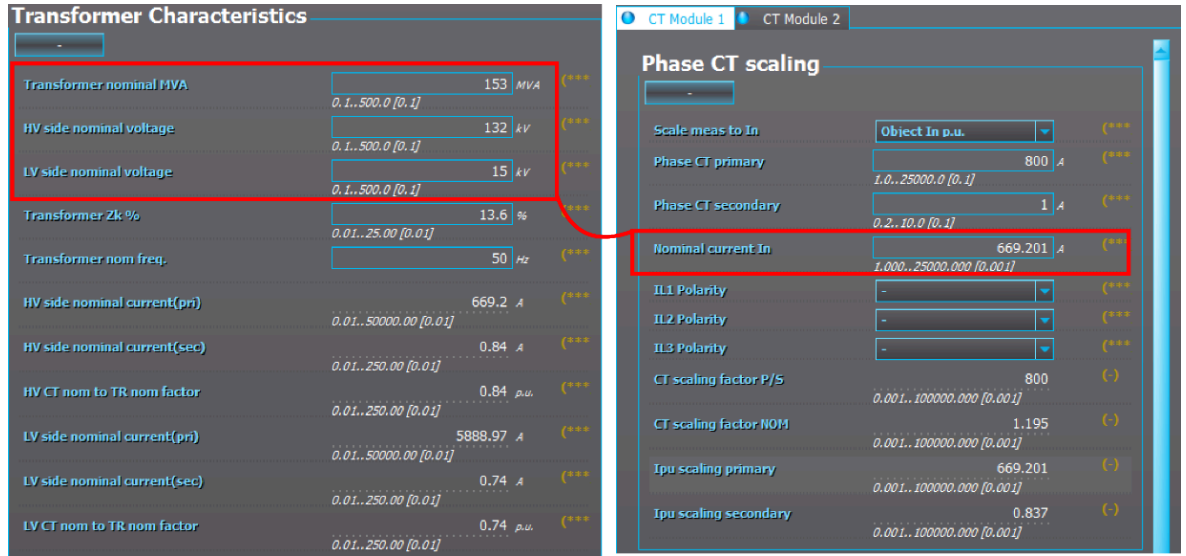 Transformer Characteristics
-
Transformer nominal MVA 153 MVA (***
0.1..500.0 [0.1]
HV side nominal voltage 132 kV (***
0.1..500.0 [0.1]
LV side nominal voltage 15 kV (***
0.1..500.0 [0.1]
Transformer Zk % 13.6 % (***
0.01..25.00 [0.01]
Transformer nom freq. 50 Hz (***
HV side nominal current(pri) 669.2 A (***
0.01..50000.00 [0.01]
HV side nominal current(sec) 0.84 A (***
0.01..250.00 [0.01]
HV CT nom to TR nom factor 0.84 p.u. (***
0.01..250.00 [0.01]
LV side nominal current(pri) 5888.97 A (***
0.01..50000.00 [0.01]
LV side nominal current(sec) 0.74 A (***
0.01..250.00 [0.01]
LV CT nom to TR nom factor 0.74 p.u. (***
0.01..250.00 [0.01]
CT Module 1 CT Module 2
Phase CT scaling
-
Scale meas to In Object In p.u. (***
Phase CT primary 800 A (***
1.0..25000.0 [0.1]
Phase CT secondary 1 A (***
0.2..10.0 [0.1]
Nominal current In 669.201 A (***
1.000..25000.000 [0.001]
IL1 Polarity - (***
IL2 Polarity - (***
IL3 Polarity - (***
CT scaling factor P/S 800 (-)
0.001..100000.000 [0.001]
CT scaling factor NOM 1.195 (-)
0.001..100000.000 [0.001]
Ipu scaling primary 669.201 (-)
0.001..100000.000 [0.001]
Ipu scaling secondary 0.837 (-)
0.001..100000.000 [0.001]